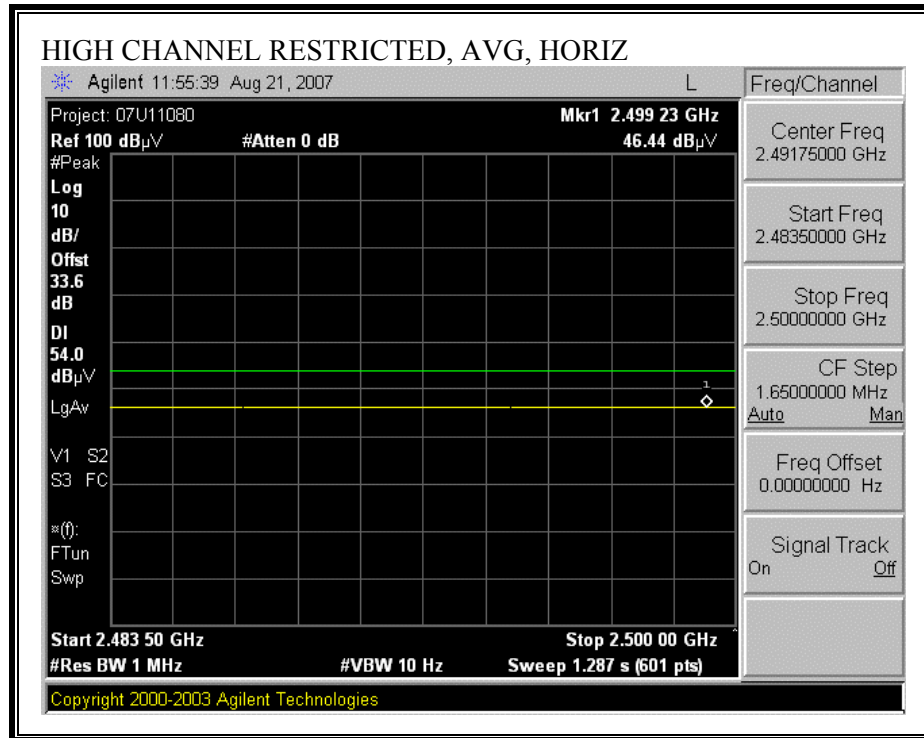 HIGH CHANNEL RESTRICTED, AVG, HORIZ
Agilent 11:55:39 Aug 21, 2007 L
Project: 07U11080 Mkr1 2.499 23 GHz
Ref 100 dBµV #Atten 0 dB 46.44 dBµV
#Peak
Log
10
dB/
Offst
33.6
dB
DI
54.0
dBµV
LgAv
V1 S2
S3 FC
¤(f):
FTun
Swp
1
Start 2.483 50 GHz Stop 2.500 00 GHz
#Res BW 1 MHz #VBW 10 Hz Sweep 1.287 s (601 pts)
Freq/Channel
Center Freq
2.49175000 GHz
Start Freq
2.48350000 GHz
Stop Freq
2.50000000 GHz
CF Step
1.65000000 MHz
Auto Man
Freq Offset
0.00000000 Hz
Signal Track
On Off
Copyright 2000-2003 Agilent Technologies